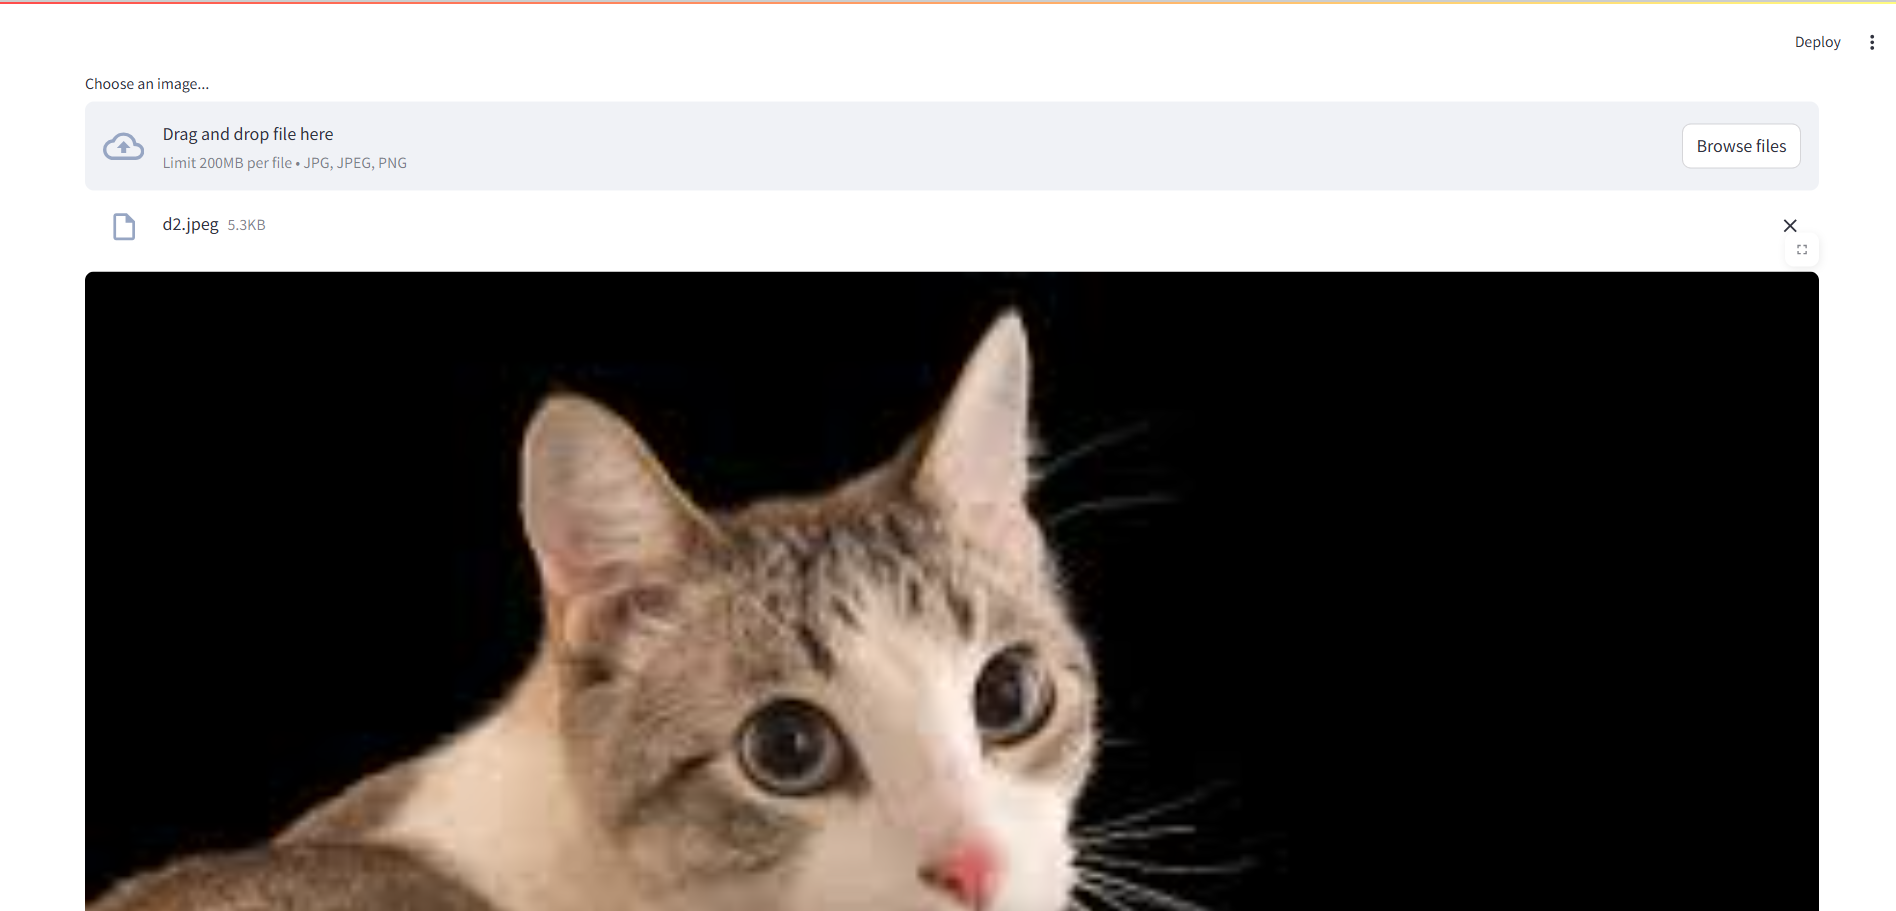 Deploy
Choose an image...
Drag and drop file here
Limit 200MB per file • JPG, JPEG, PNG
Browse files
d2.jpeg 5.3KB